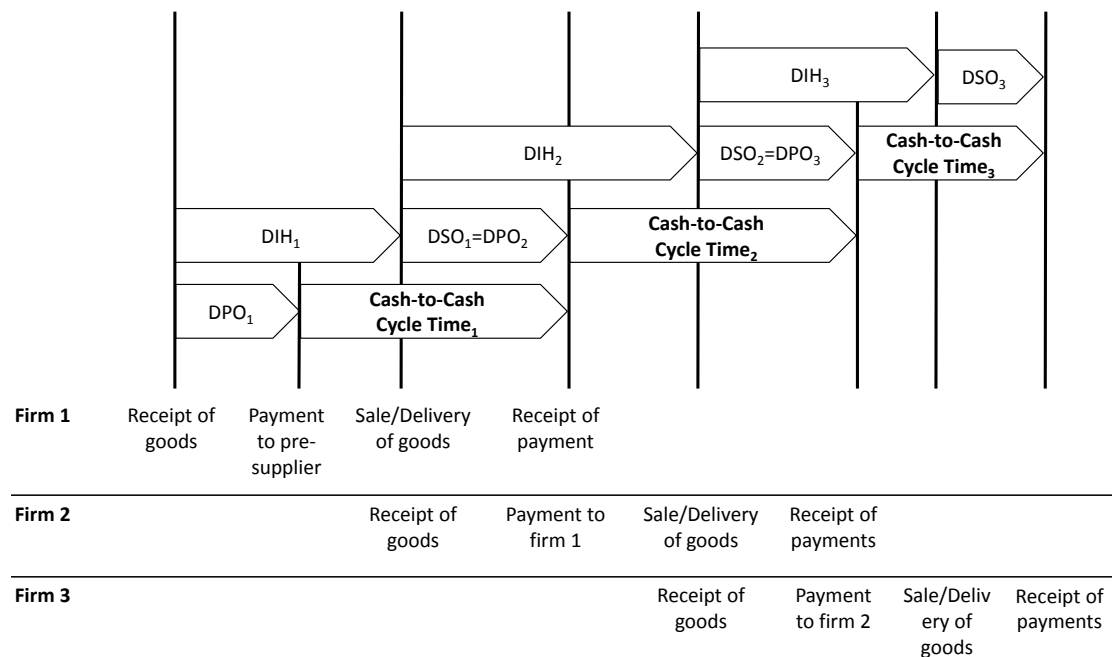 DIH₃
DSO₃
DIH₂
DSO₂=DPO₃
Cash-to-Cash
Cycle Time₃
DIH₁
DSO₁=DPO₂
Cash-to-Cash
Cycle Time₂
DPO₁
Cash-to-Cash
Cycle Time₁
Firm 1
Receipt of
goods
Payment
to pre-
supplier
Sale/Delivery
of goods
Receipt of
payment
Firm 2
Receipt of
goods
Payment to
firm 1
Sale/Delivery
of goods
Receipt of
payments
Firm 3
Receipt of
goods
Payment
to firm 2
Sale/Deliv
ery of
goods
Receipt of
payments